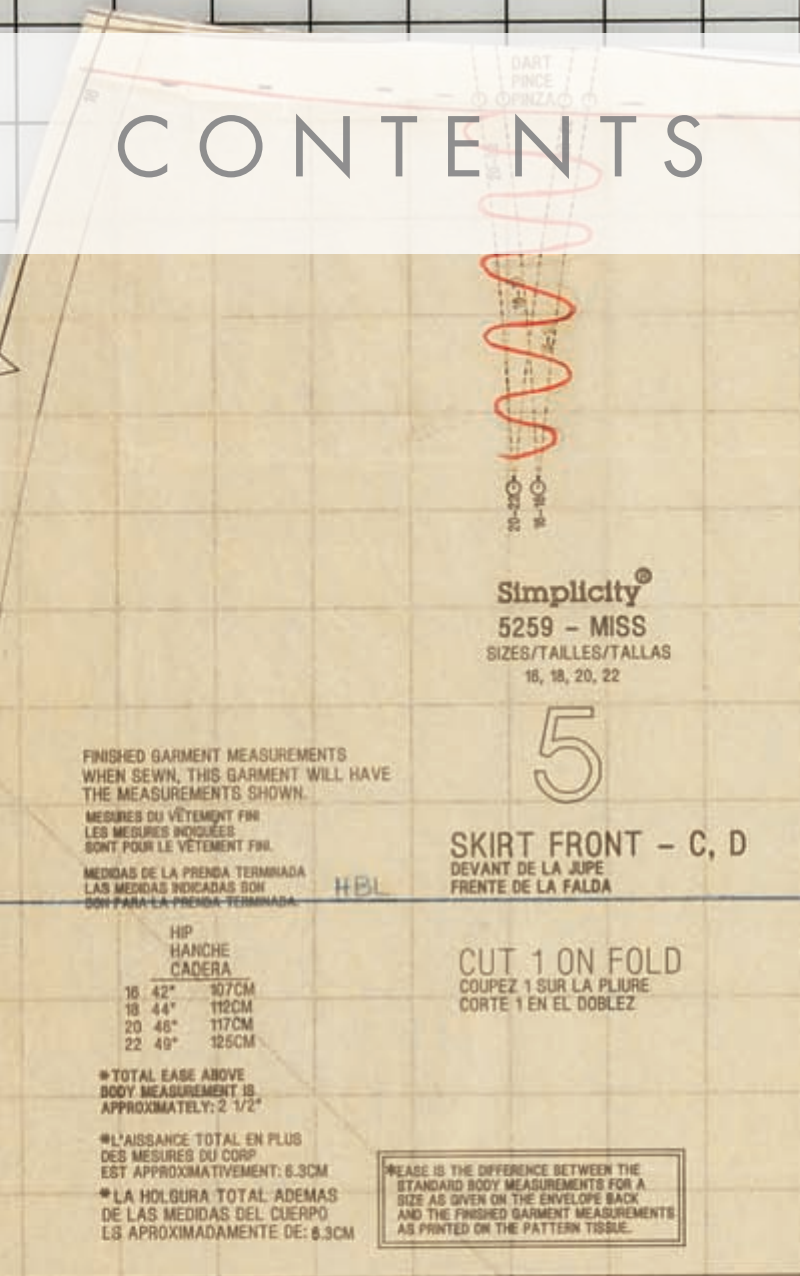 DART
PINCE
PINZA
18
CONTENTS
20-22
16-18
Simplicity®
5259 - MISS
SIZES/TAILLES/TALLAS
16, 18, 20, 22
5
FINISHED GARMENT MEASUREMENTS
WHEN SEWN, THIS GARMENT WILL HAVE
THE MEASUREMENTS SHOWN.
MESURES DU VÊTEMENT FINI
LES MESURES INDIQUÉES
SONT POUR LE VÊTEMENT FINI.
MEDIDAS DE LA PRENDA TERMINADA
LAS MEDIDAS INDICADAS SON
SON PARA LA PRENDA TERMINADA.
HBL
SKIRT FRONT - C, D
DEVANT DE LA JUPE
FRENTE DE LA FALDA
HIP
HANCHE
CADERA
16 42" 107CM
18 44" 112CM
20 46" 117CM
22 49" 125CM
CUT 1 ON FOLD
COUPEZ 1 SUR LA PLIURE
CORTE 1 EN EL DOBLEZ
*TOTAL EASE ABOVE
BODY MEASUREMENT IS
APPROXIMATELY: 2 1/2"
*L'AISSANCE TOTAL EN PLUS
DES MESURES DU CORP
EST APPROXIMATIVEMENT: 6.3CM
*LA HOLGURA TOTAL ADEMAS
DE LAS MEDIDAS DEL CUERPO
ES APROXIMADAMENTE DE: 6.3CM
*EASE IS THE DIFFERENCE BETWEEN THE
STANDARD BODY MEASUREMENTS FOR A
SIZE AS GIVEN ON THE ENVELOPE BACK
AND THE FINISHED GARMENT MEASUREMENTS
AS PRINTED ON THE PATTERN TISSUE.